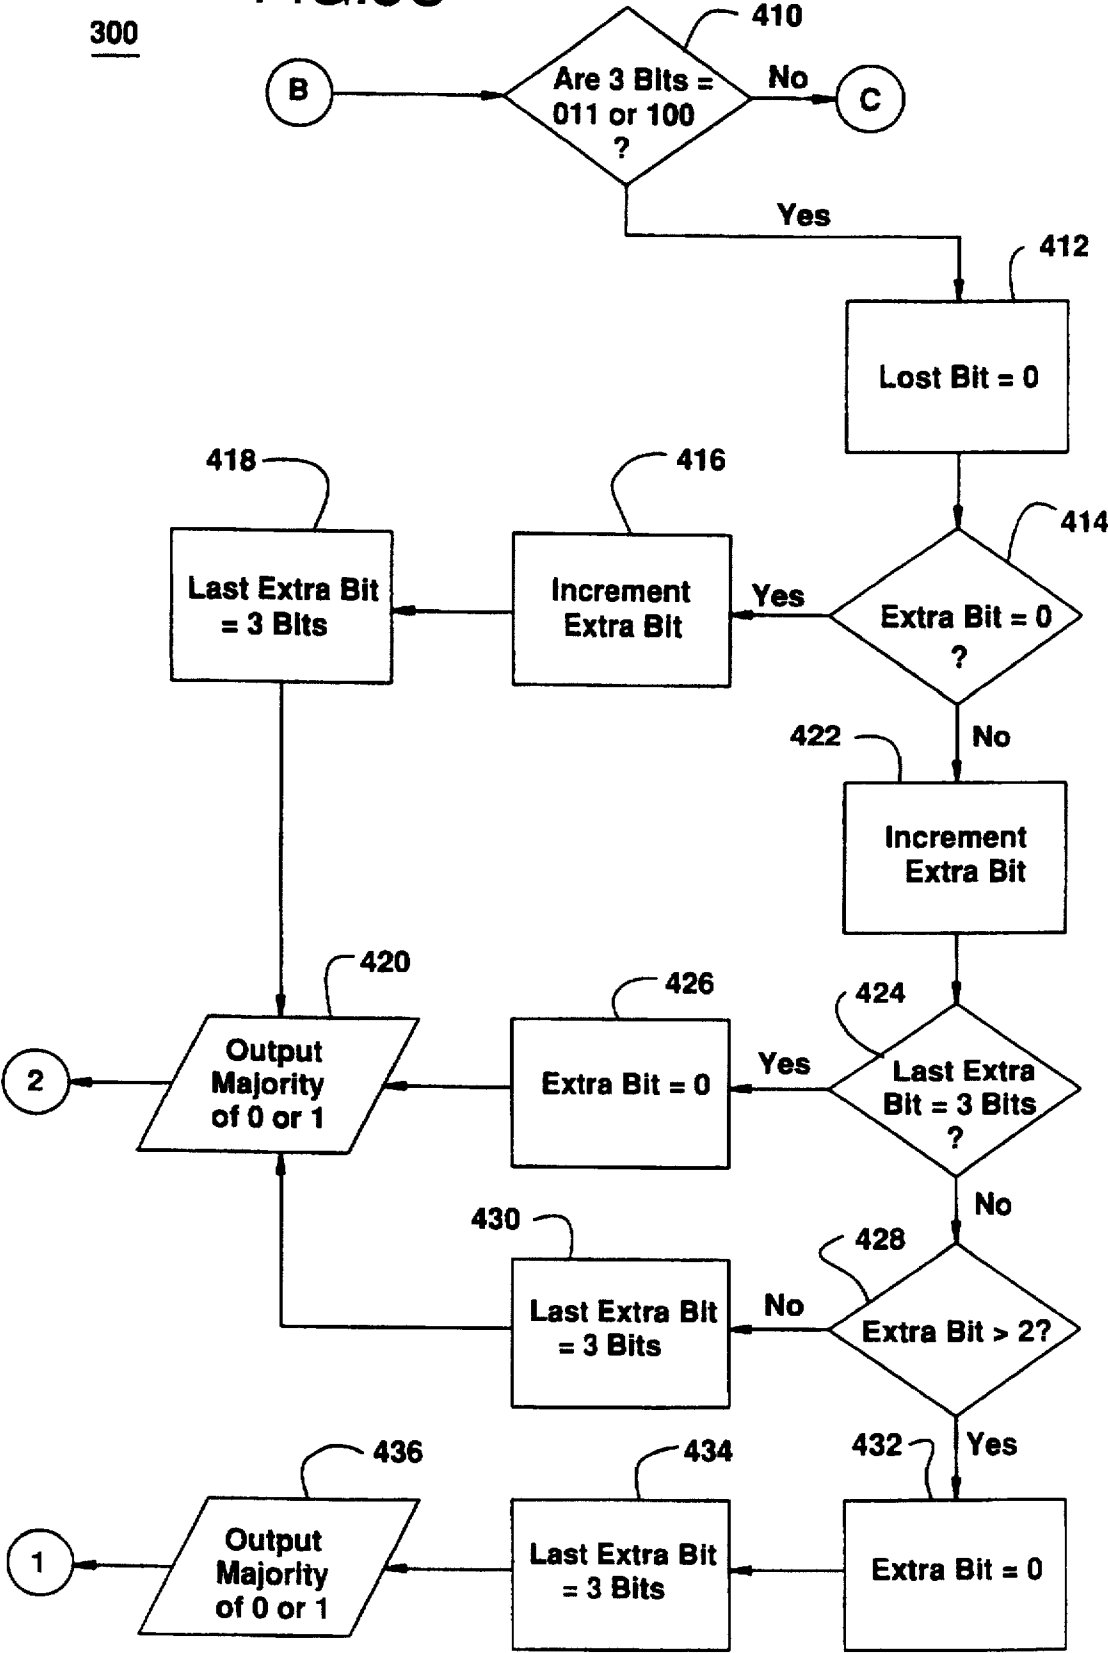 300
410
B
Are 3 Bits =
011 or 100
?
No
C
Yes
412
Lost Bit = 0
418
416
414
Last Extra Bit
= 3 Bits
Increment
Extra Bit
Yes
Extra Bit = 0
?
422
No
Increment
Extra Bit
420
426
424
2
Output
Majority
of 0 or 1
Extra Bit = 0
Yes
Last Extra
Bit = 3 Bits
?
No
430
428
Last Extra Bit
= 3 Bits
No
Extra Bit > 2?
436
434
432
Yes
1
Output
Majority
of 0 or 1
Last Extra Bit
= 3 Bits
Extra Bit = 0